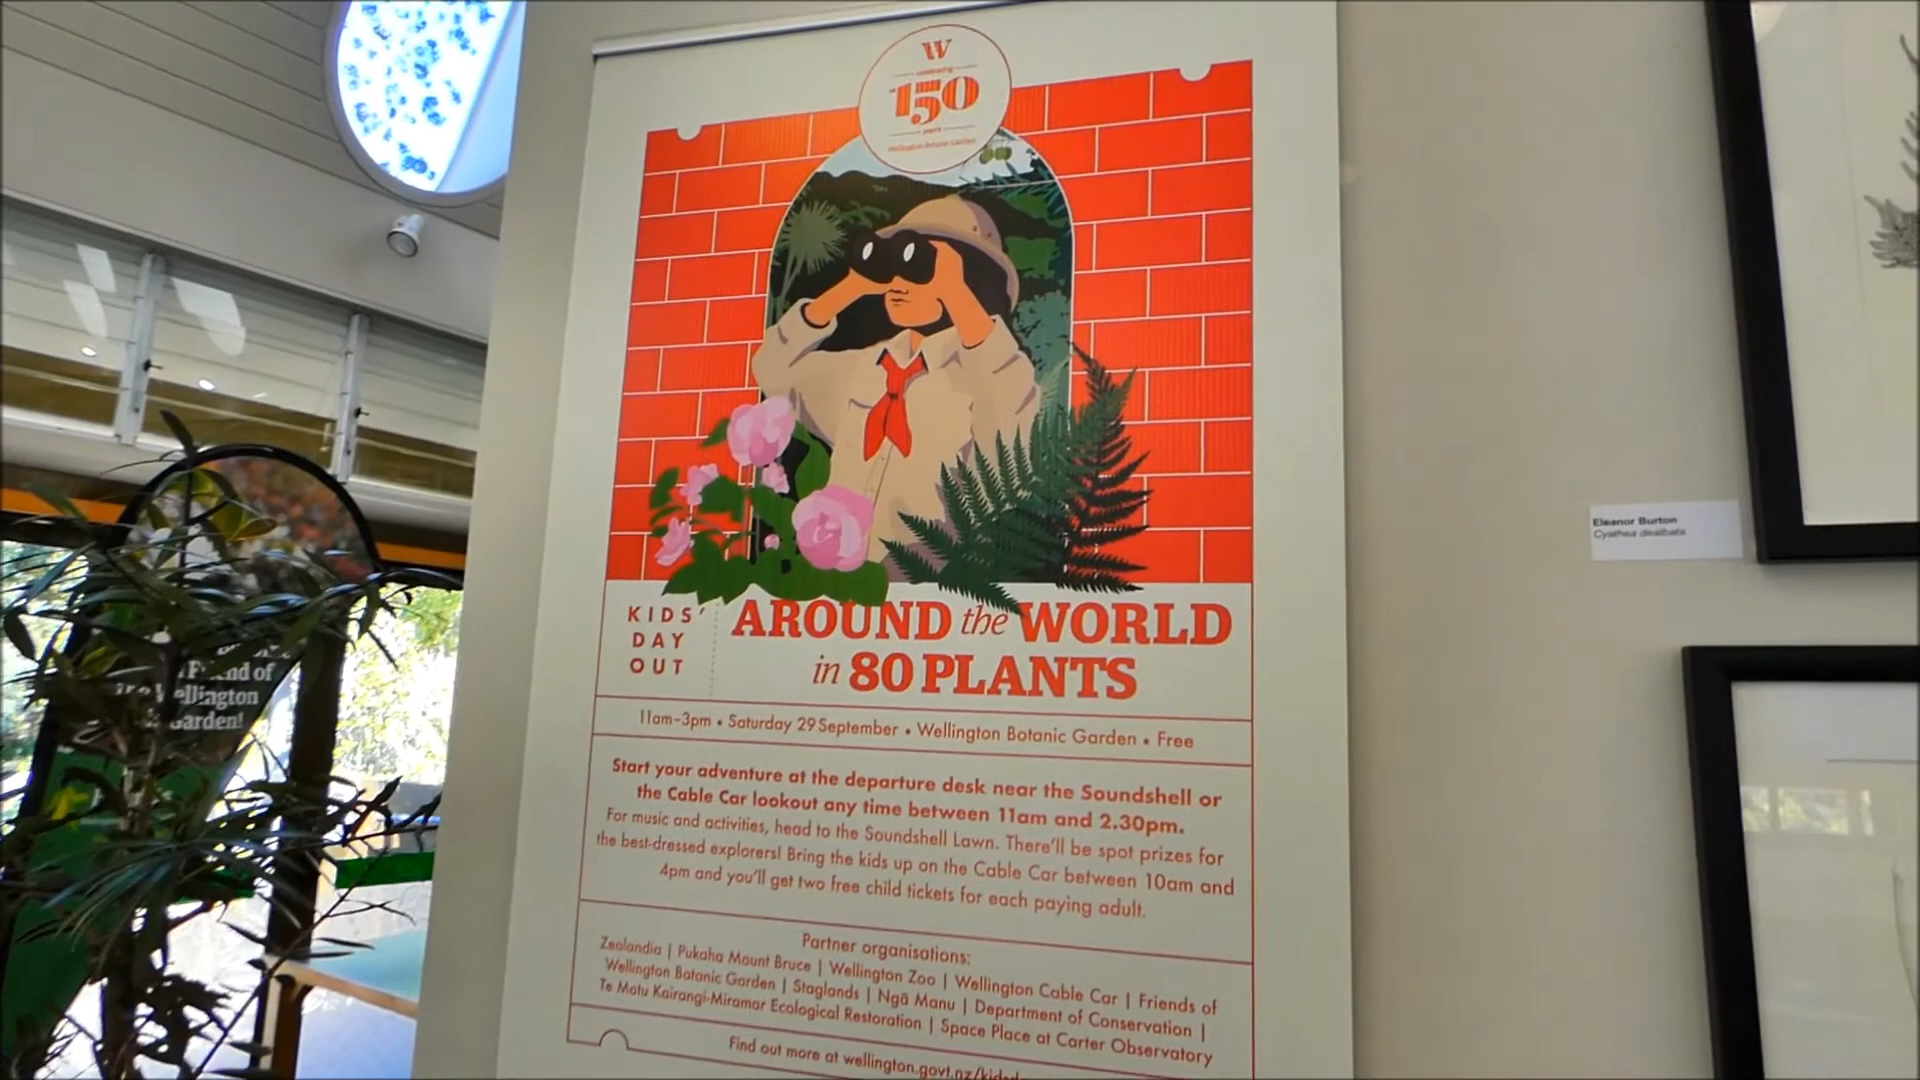 W
celebrating
150
years
Wellington Botanic Garden
KIDS'
DAY
OUT
AROUND the WORLD
in 80 PLANTS
11am–3pm • Saturday 29 September • Wellington Botanic Garden • Free
Start your adventure at the departure desk near the Soundshell or
the Cable Car lookout any time between 11am and 2.30pm.
For music and activities, head to the Soundshell Lawn. There'll be spot prizes for
the best-dressed explorers! Bring the kids up on the Cable Car between 10am and
4pm and you'll get two free child tickets for each paying adult.
Partner organisations:
Zealandia | Pukaha Mount Bruce | Wellington Zoo | Wellington Cable Car | Friends of
Wellington Botanic Garden | Staglands | Ngā Manu | Department of Conservation |
Te Motu Kairangi-Miramar Ecological Restoration | Space Place at Carter Observatory
Find out more at wellington.govt.nz/kidsd
Eleanor Burton
Cyathea dealbata
nd of
ellington
Garden!